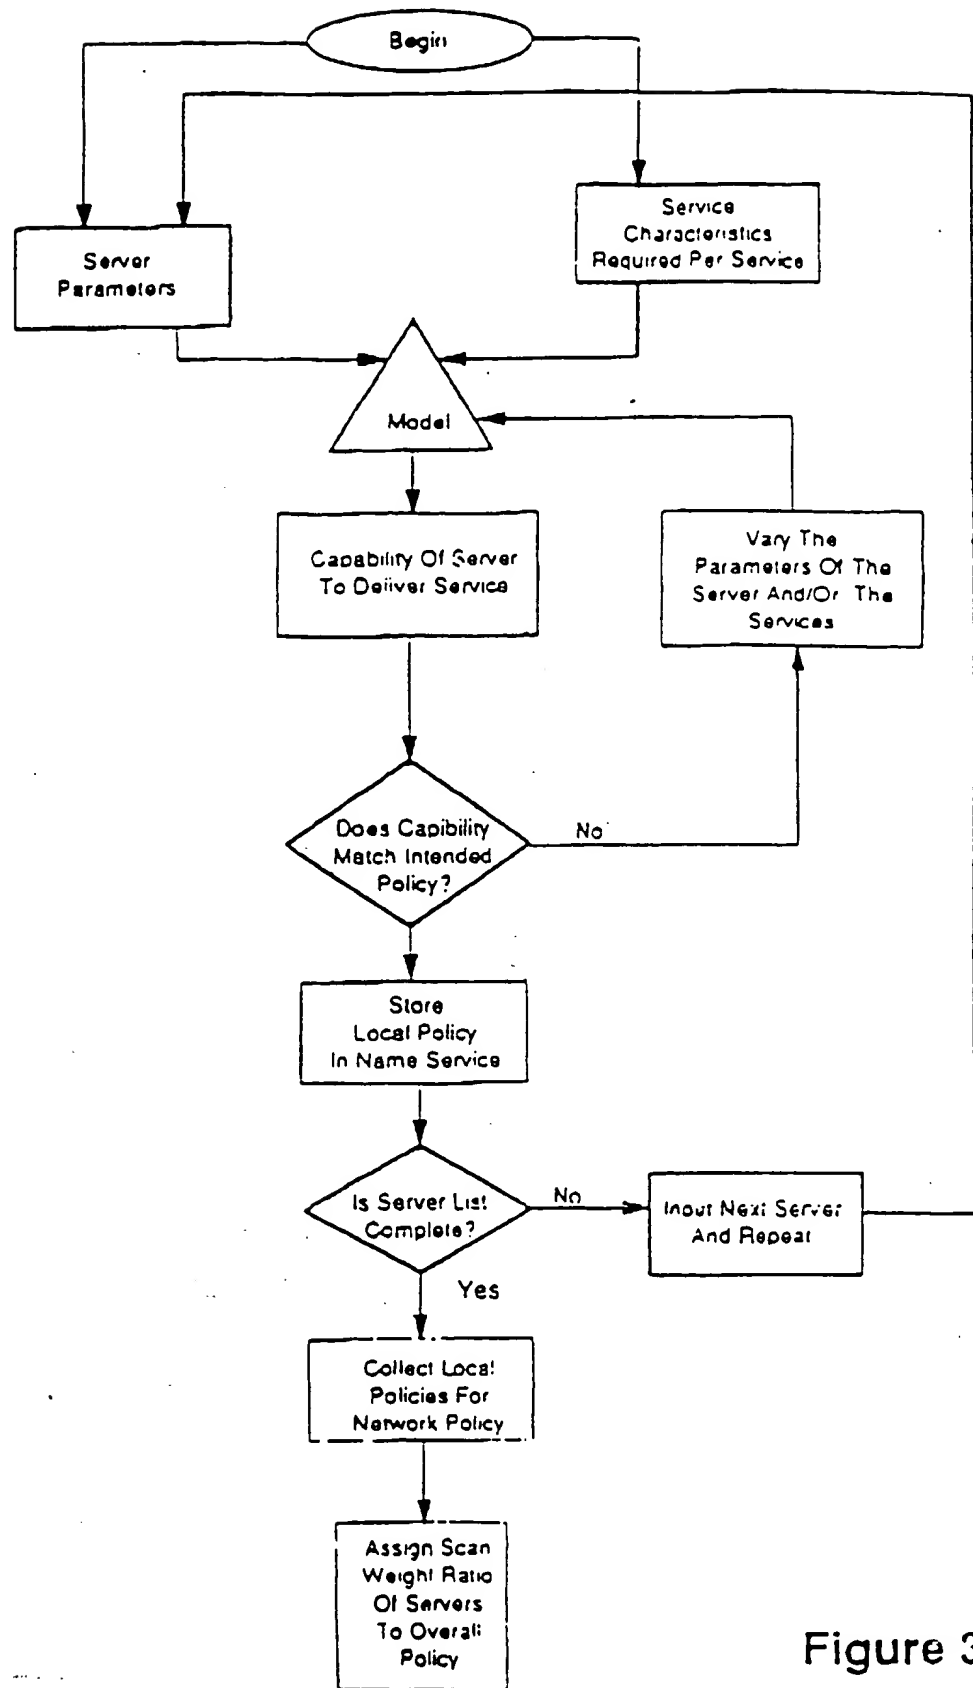 Begin
Service
Characteristics
Required Per Service
Server
Parameters
Model
Capability Of Server
To Deliver Service
Vary The
Parameters Of The
Server And/Or The
Services
Does Capibility
Match Intended
Policy?
No
Store
Local Policy
In Name Service
Is Server List
Complete?
No
Input Next Server
And Repeat
Yes
Collect Local
Policies For
Network Policy
Assign Scan
Weight Ratio
Of Servers
To Overall
Policy
Figure 3